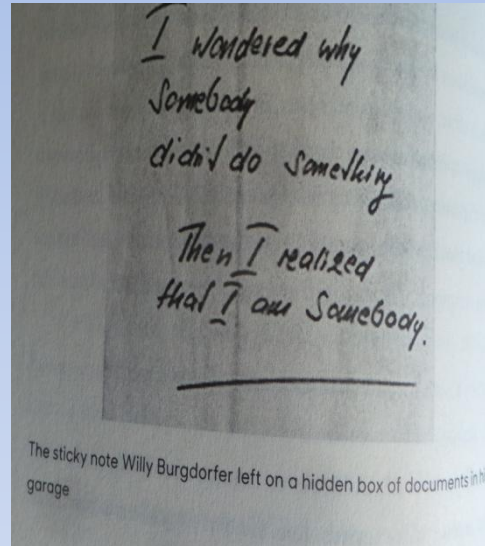 I wondered why
Somebody
didn't do Something
Then I realized
that I am Somebody.
The sticky note Willy Burgdorfer left on a hidden box of documents in
garage